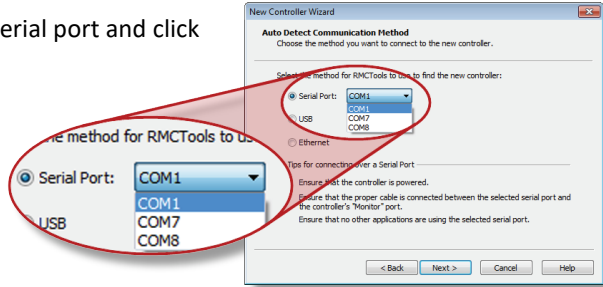 erial port and click
New Controller Wizard
Auto Detect Communication Method
Choose the method you want to connect to the new controller.
Select the method for RMCTools to use to find the new controller:
Serial Port: COM1
COM1
COM7
COM8
USB
Ethernet
Tips for connecting over a Serial Port
Ensure that the controller is powered.
Ensure that the proper cable is connected between the selected serial port and
the controller's "Monitor" port.
Ensure that no other applications are using the selected serial port.
< Back Next > Cancel Help
method for RMCTools to us
Serial Port: COM1
COM1
COM7
COM8
USB